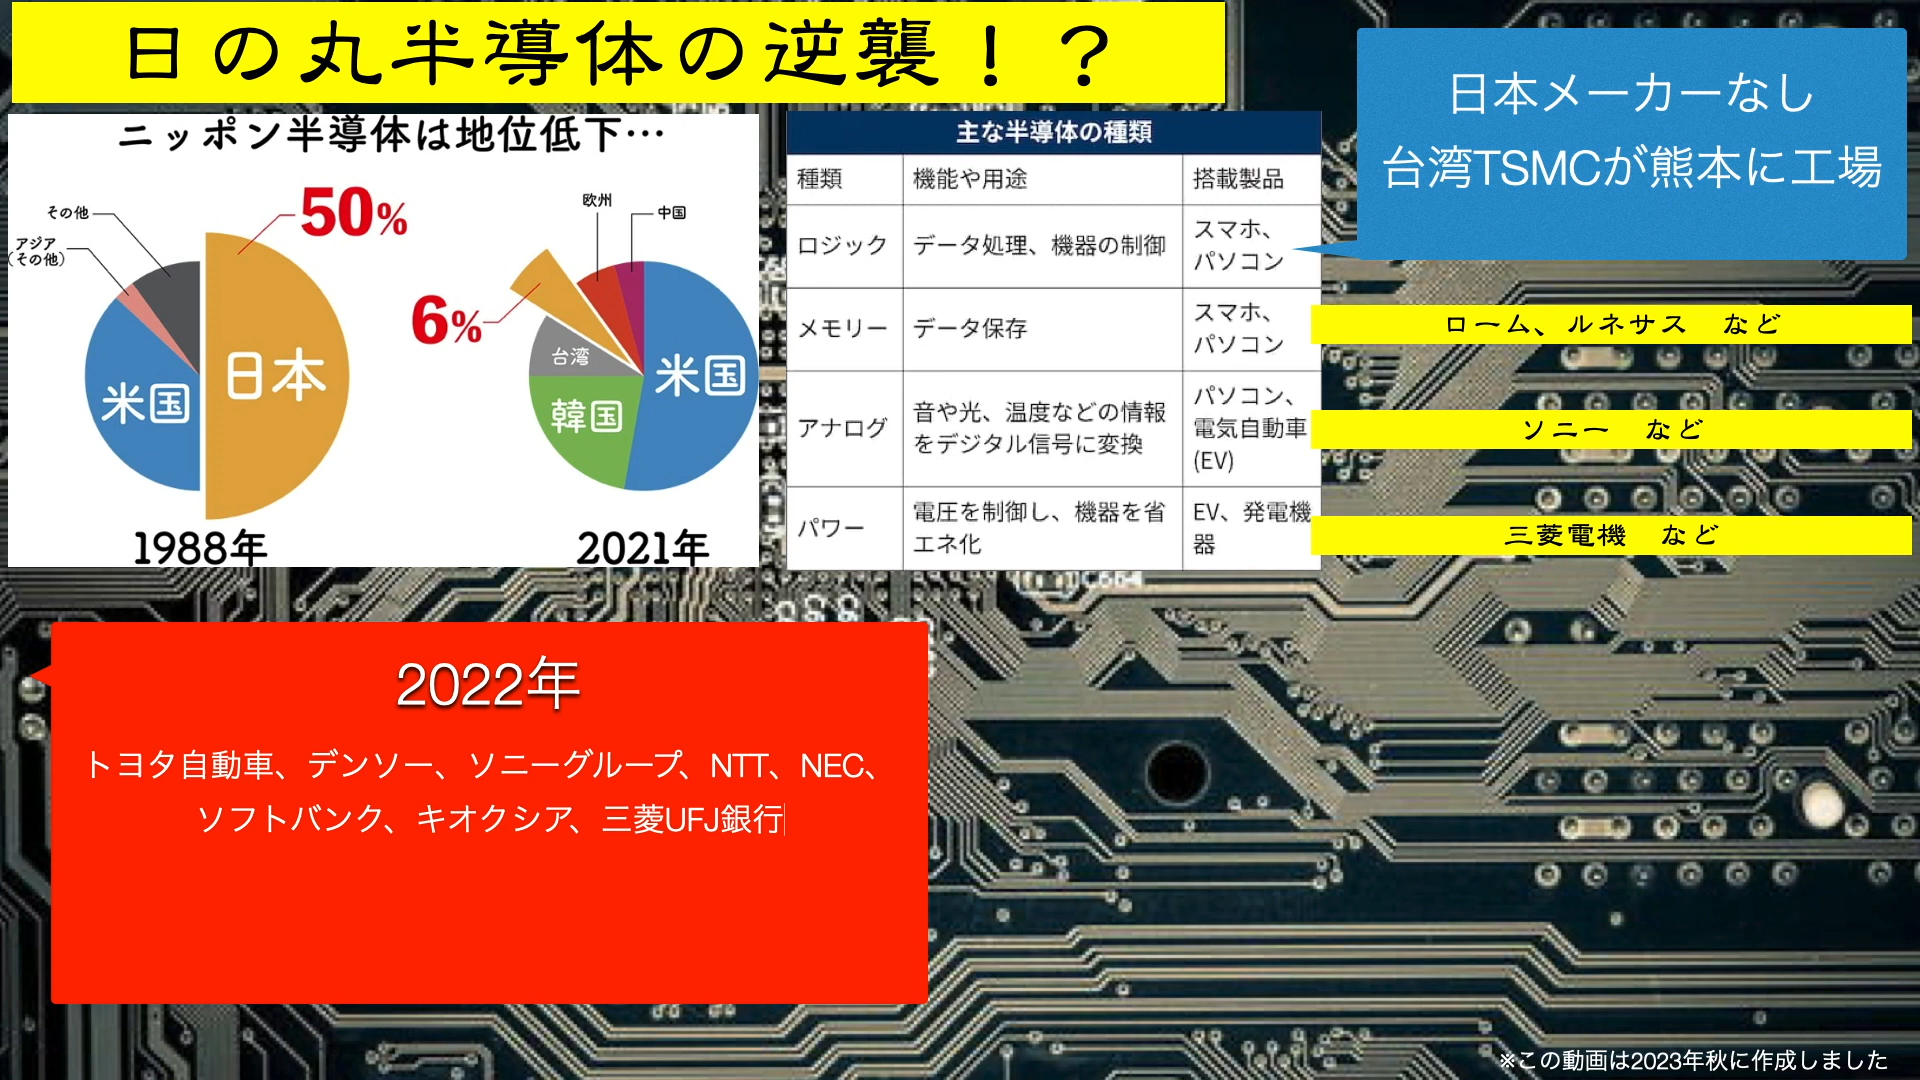 日の丸半導体の逆襲！？
ニッポン半導体は地位低下…
その他
アジア
(その他)
50%
米国
日本
1988年
欧州
中国
6%
台湾
韓国
米国
2021年
主な半導体の種類
種類 機能や用途 搭載製品
ロジック データ処理、機器の制御 スマホ、
パソコン
メモリー データ保存 スマホ、
パソコン
アナログ 音や光、温度などの情報
をデジタル信号に変換 パソコン、
電気自動車
(EV)
パワー 電圧を制御し、機器を省
エネ化 EV、発電機
器
日本メーカーなし
台湾TSMCが熊本に工場
ローム、ルネサス　など
ソニー　など
三菱電機　など
2022年
トヨタ自動車、デンソー、ソニーグループ、NTT、NEC、
ソフトバンク、キオクシア、三菱UFJ銀行
※この動画は2023年秋に作成しました